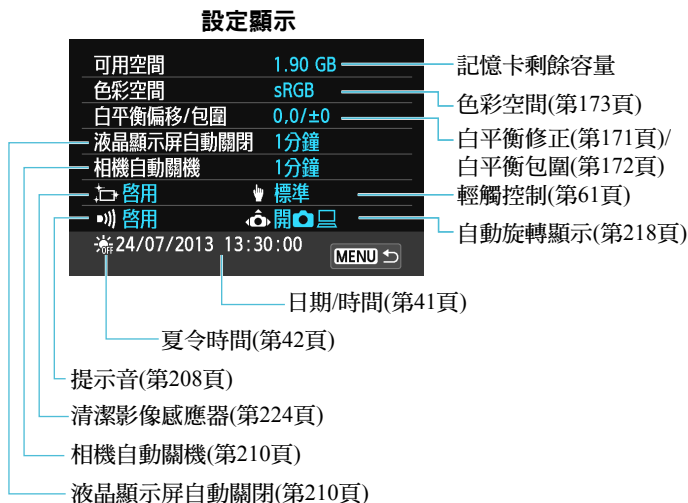 設定顯示
可用空間 1.90 GB
色彩空間 sRGB
白平衡偏移/包圍 0,0/±0
液晶顯示屏自動關閉 1分鐘
相機自動關機 1分鐘
啓用 標準
啓用 開
OFF 24/07/2013 13:30:00 MENU
記憶卡剩餘容量
色彩空間(第173頁)
白平衡修正(第171頁)/
白平衡包圍(第172頁)
輕觸控制(第61頁)
自動旋轉顯示(第218頁)
日期/時間(第41頁)
夏令時間(第42頁)
提示音(第208頁)
清潔影像感應器(第224頁)
相機自動關機(第210頁)
液晶顯示屏自動關閉(第210頁)